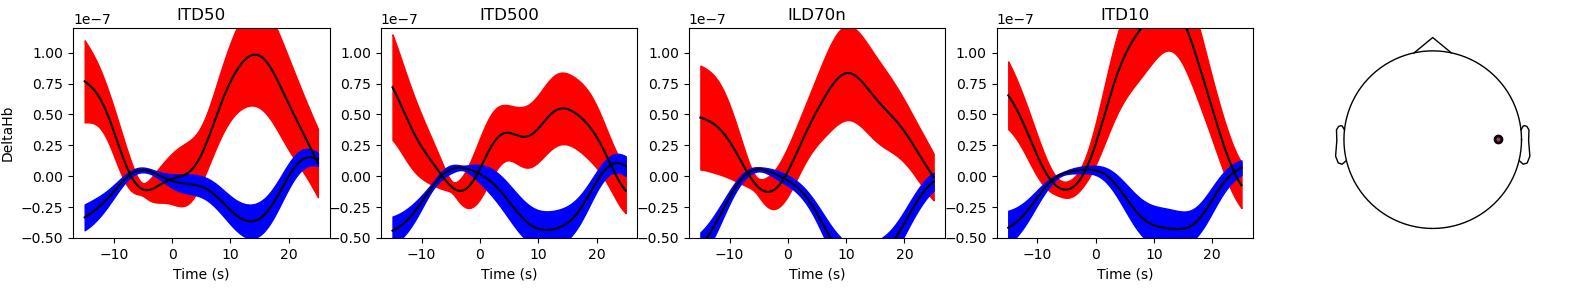 ITD50 ITD500 ILD70n ITD10
1e−7 1e−7 1e−7 1e−7
1.00 1.00 1.00 1.00
0.75 0.75 0.75 0.75
0.50 0.50 0.50 0.50
0.25 0.25 0.25 0.25
0.00 0.00 0.00 0.00
−0.25 −0.25 −0.25 −0.25
−0.50 −0.50 −0.50 −0.50
DeltaHb
−10 0 10 20 −10 0 10 20 −10 0 10 20 −10 0 10 20
Time (s) Time (s) Time (s) Time (s)